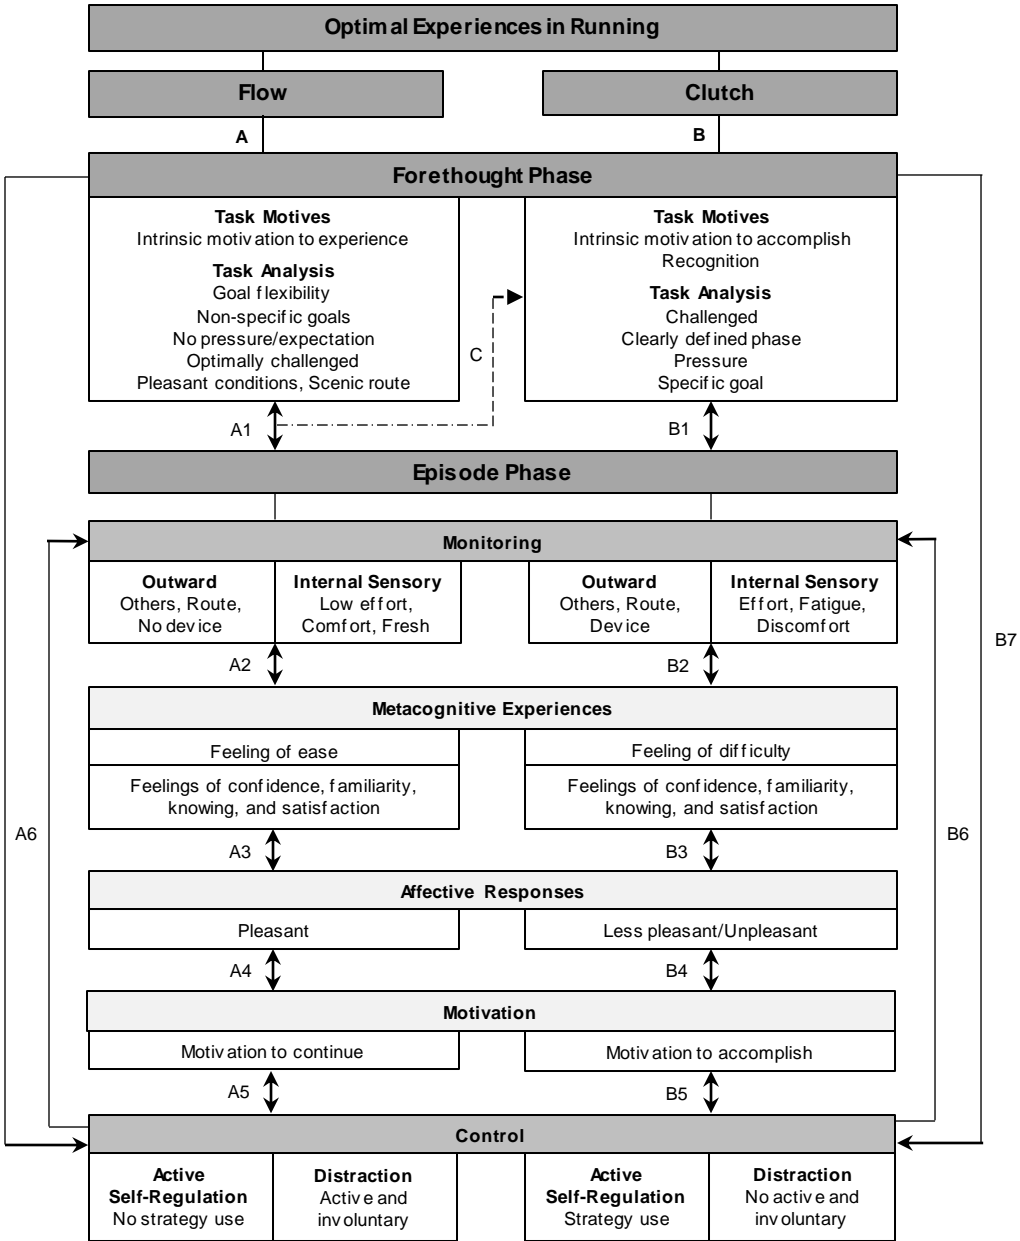 Optimal Experiences in Running
Flow
Clutch
A
B
Forethought Phase
Task Motives
Intrinsic motivation to experience
Task Analysis
Goal flexibility
Non-specific goals
No pressure/expectation
Optimally challenged
Pleasant conditions, Scenic route
Task Motives
Intrinsic motivation to accomplish
Recognition
Task Analysis
Challenged
Clearly defined phase
Pressure
Specific goal
C
A1
B1
Episode Phase
Monitoring
Outward
Others, Route,
No device
Internal Sensory
Low effort,
Comfort, Fresh
Outward
Others, Route,
Device
Internal Sensory
Effort, Fatigue,
Discomfort
A2
B2
B7
Metacognitive Experiences
Feeling of ease
Feelings of confidence, familiarity,
knowing, and satisfaction
Feeling of difficulty
Feelings of confidence, familiarity,
knowing, and satisfaction
A6
B6
A3
B3
Affective Responses
Pleasant
Less pleasant/Unpleasant
A4
B4
Motivation
Motivation to continue
Motivation to accomplish
A5
B5
Control
Active
Self-Regulation
No strategy use
Distraction
Active and
involuntary
Active
Self-Regulation
Strategy use
Distraction
No active and
involuntary